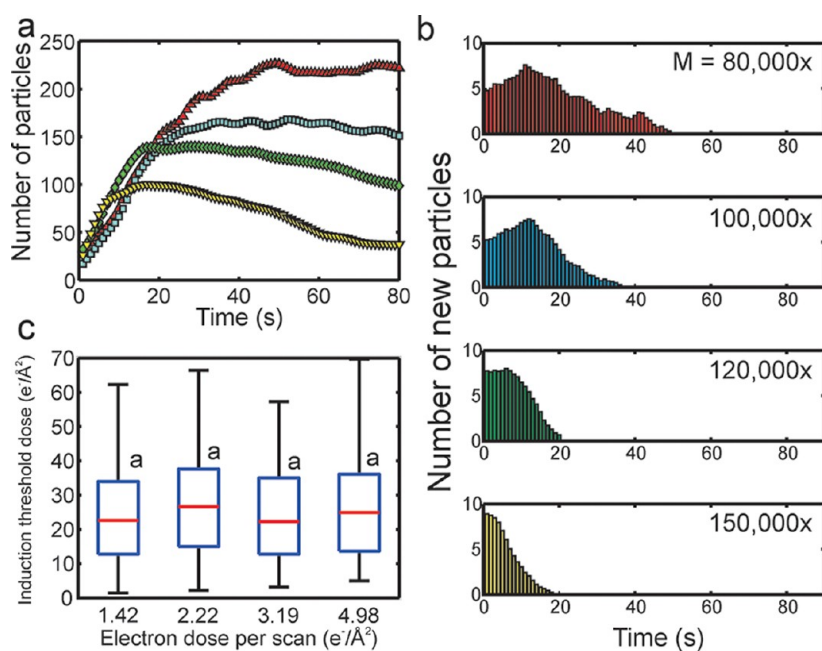 a
250
200
150
100
50
0
Number of particles
0 20 40 60 80
Time (s)
b
10
5
0
M = 80,000x
0 20 40 60 80
10
5
0
100,000x
0 20 40 60 80
10
5
0
120,000x
0 20 40 60 80
10
5
0
150,000x
0 20 40 60 80
Number of new particles
Time (s)
c
70
60
50
40
30
20
10
0
Induction threshold dose (e⁻/Å²)
a a a a
1.42 2.22 3.19 4.98
Electron dose per scan (e⁻/Å²)